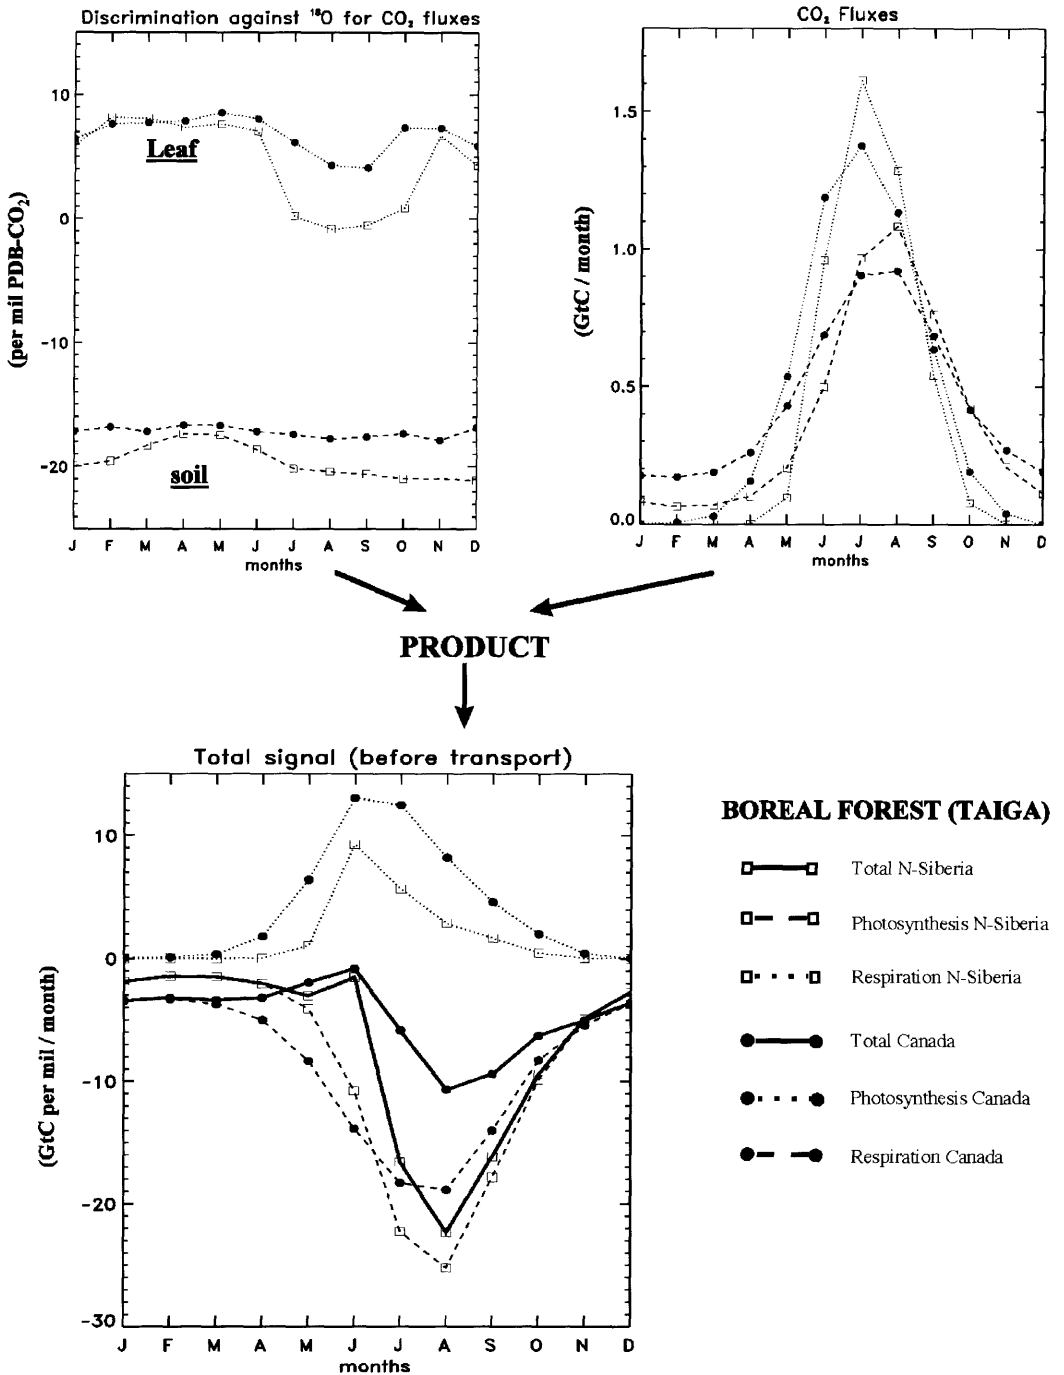 Discrimination against ¹⁸O for CO₂ fluxes
(per mil PDB-CO₂)
10
0
-10
-20
Leaf
soil
J F M A M J J A S O N D
months
CO₂ Fluxes
(GtC / month)
1.5
1.0
0.5
0.0
J F M A M J J A S O N D
months
PRODUCT
Total signal (before transport)
(GtC per mil / month)
10
0
-10
-20
-30
J F M A M J J A S O N D
months
BOREAL FOREST (TAIGA)
Total N-Siberia
Photosynthesis N-Siberia
Respiration N-Siberia
Total Canada
Photosynthesis Canada
Respiration Canada